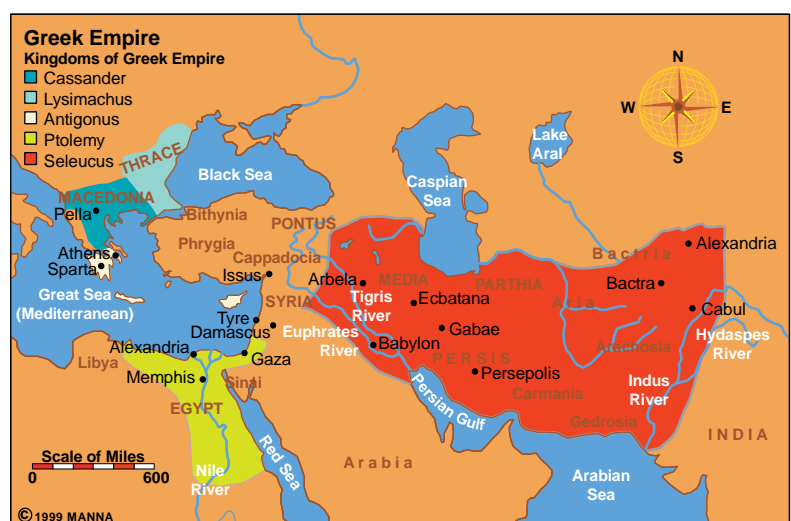 Greek Empire
Kingdoms of Greek Empire
Cassander
Lysimachus
Antigonus
Ptolemy
Seleucus
N
W
E
S
THRACE
Black Sea
Caspian
Sea
Lake
Aral
MACEDONIA
Pella
Bithynia
PONTUS
Phrygia
Cappadocia
Athens
Sparta
Issus
Great Sea
(Mediterranean)
SYRIA
Tyre
Damascus
Arbela
MEDIA
Tigris
River
Ecbatana
PARTHIA
Bactria
Alexandria
Bactra
Aria
Cabul
Hydaspes
River
Euphrates
River
Gabae
Babylon
PERSIS
Persepolis
Arachosia
Carmania
Indus
River
Gedrosia
INDIA
Alexandria
Libya
Gaza
Memphis
Sinai
EGYPT
Persian Gulf
Red Sea
Arabia
Nile
River
Arabian
Sea
Scale of Miles
0 600
© 1999 MANNA